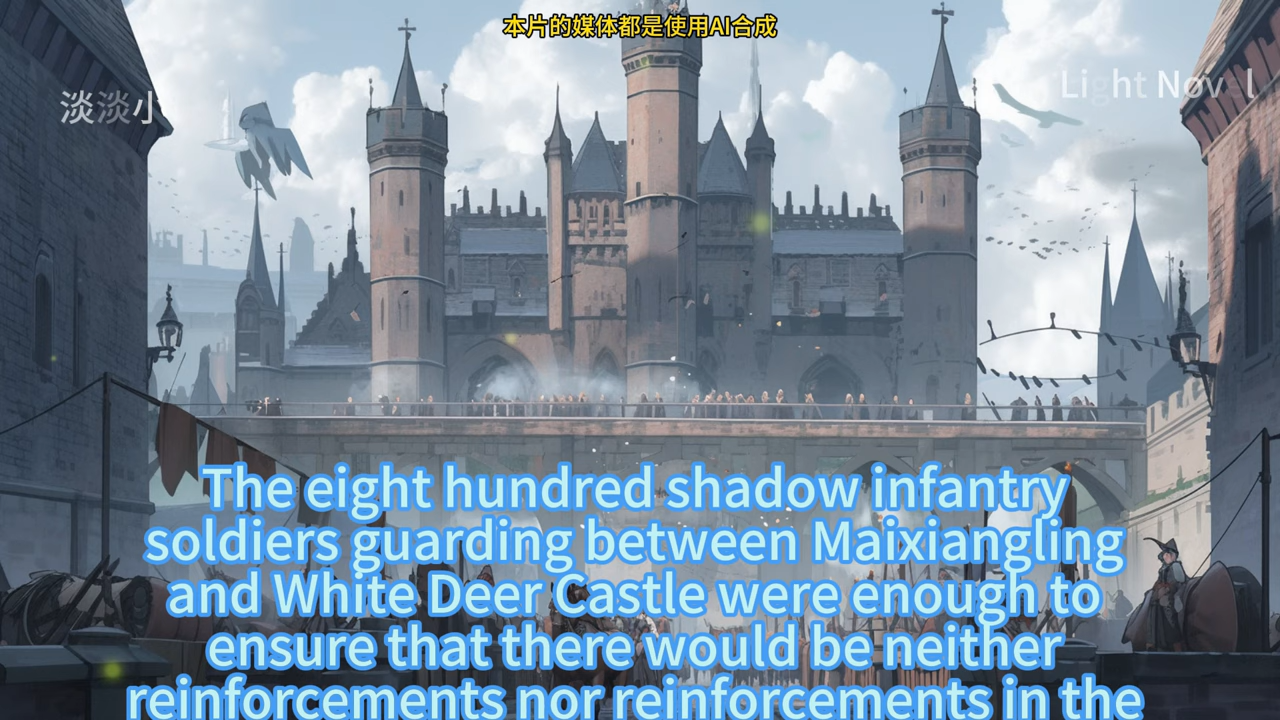 本片的媒体都是使用AI合成
淡淡小
Light Nov l
The eight hundred shadow infantry
soldiers guarding between Maixiangling
and White Deer Castle were enough to
ensure that there would be neither
reinforcements nor reinforcements in the